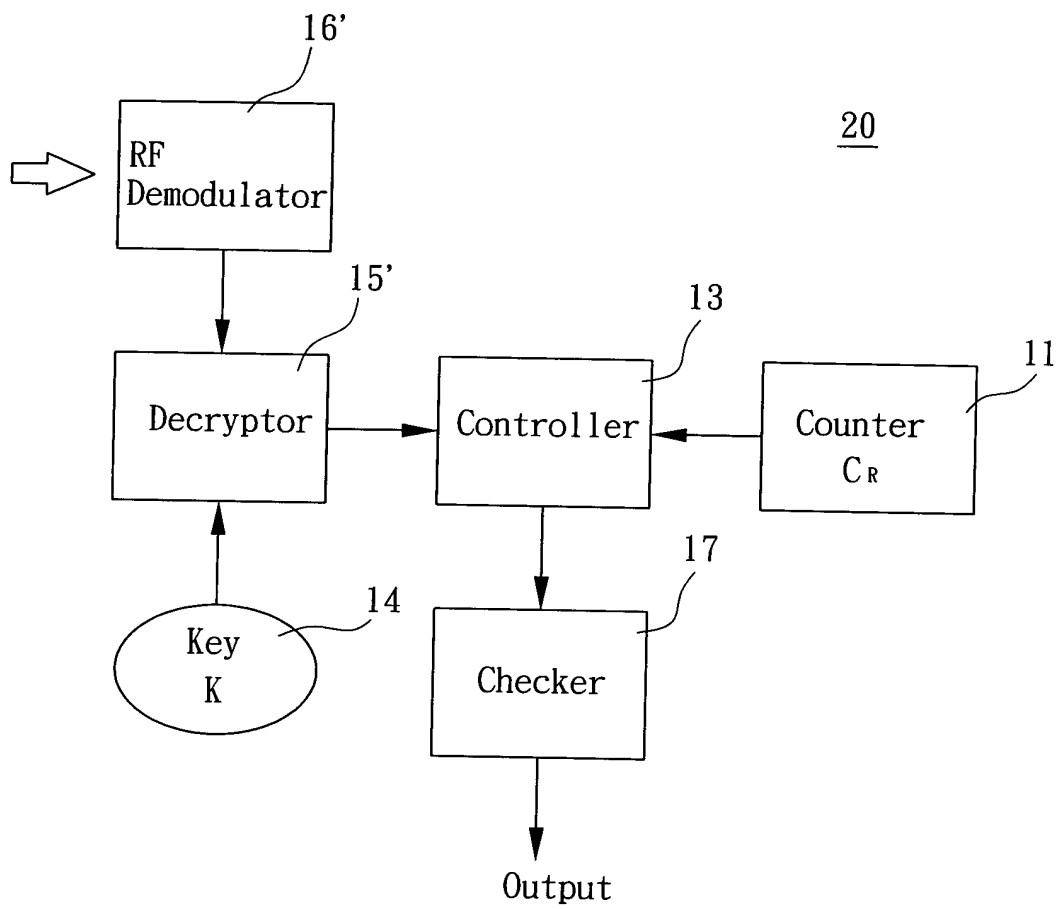 16'
RF
Demodulator
20
15'
Decryptor
13
Controller
11
Counter
CR
14
Key
K
17
Checker
Output